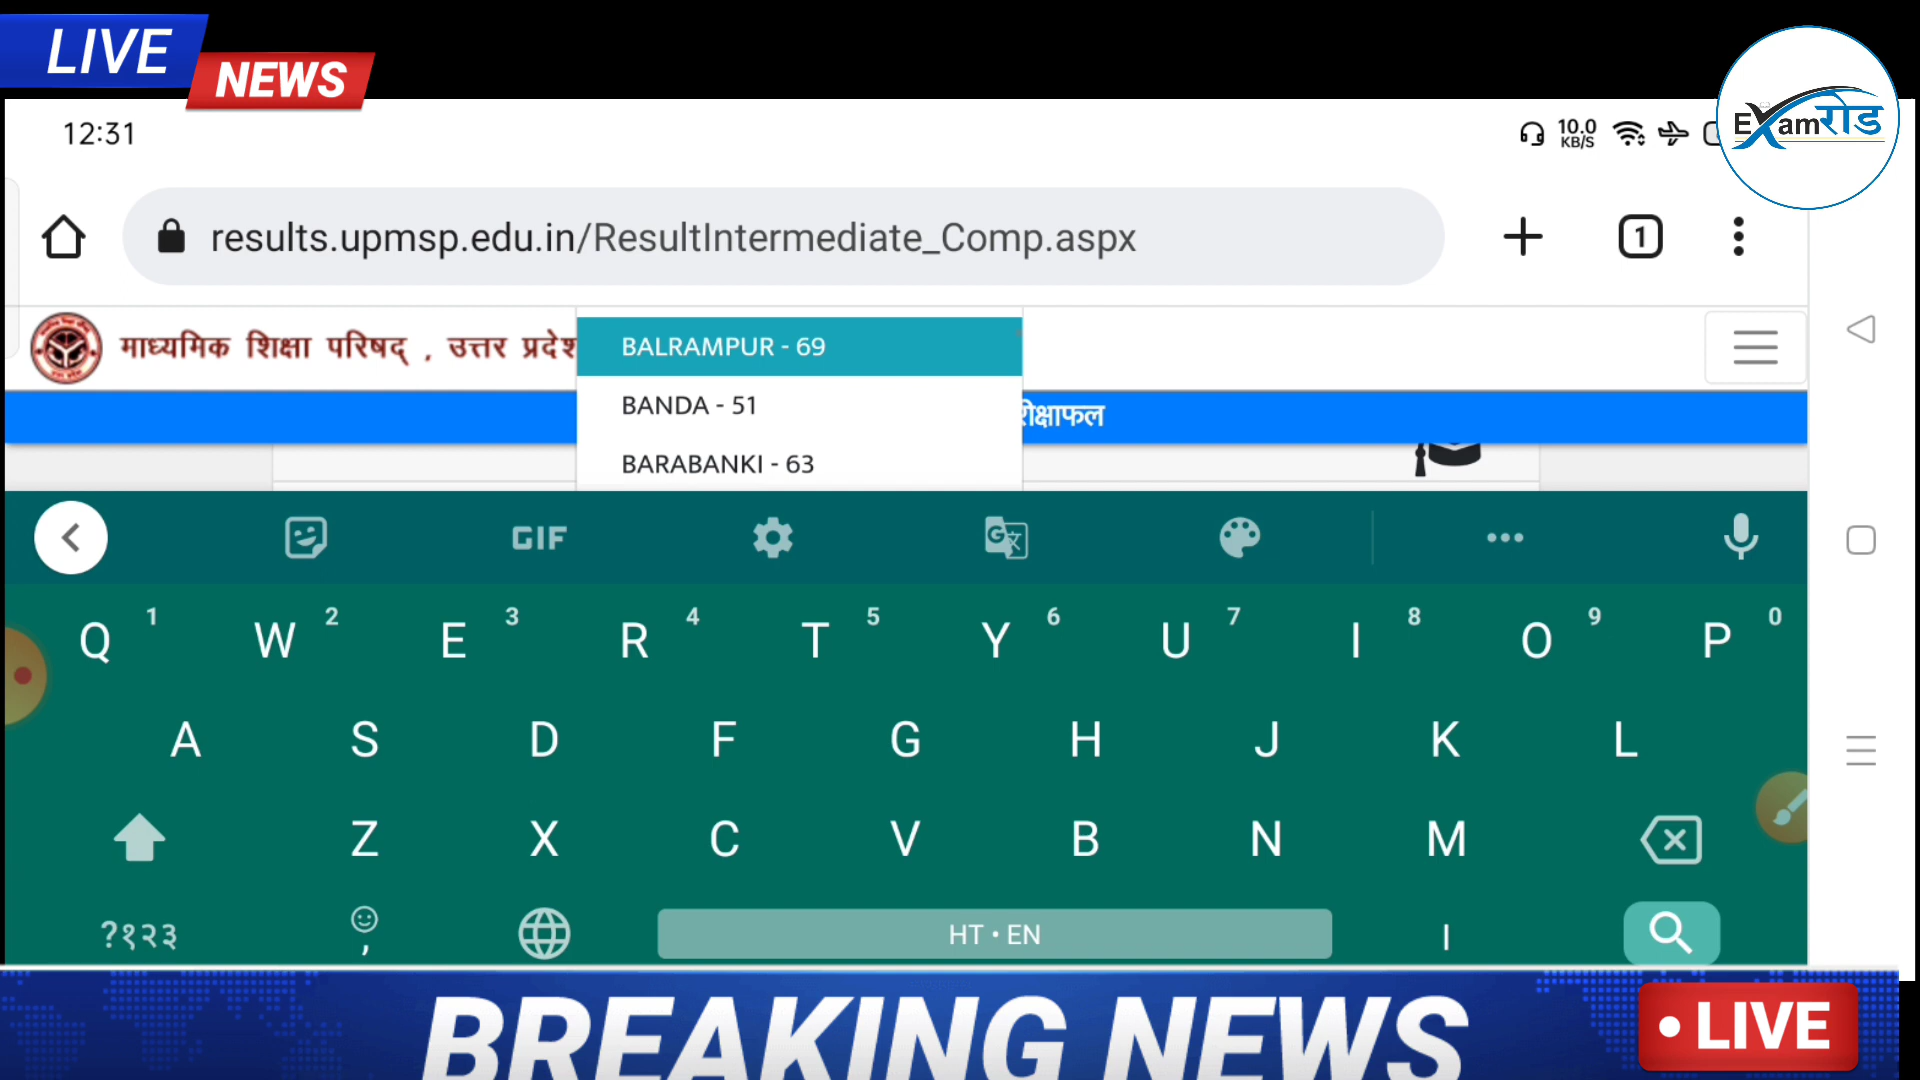 LIVE
NEWS
Examरोड
12:31
10.0
KB/S
results.upmsp.edu.in/ResultIntermediate_Comp.aspx
1
माध्यमिक शिक्षा परिषद् , उत्तर प्रदेश
BALRAMPUR - 69
BANDA - 51
BARABANKI - 63
रीक्षाफल
GIF
Q 1 W 2 E 3 R 4 T 5 Y 6 U 7 I 8 O 9 P 0
A S D F G H J K L
Z X C V B N M
?१२३ , HT • EN ।
BREAKING NEWS
• LIVE